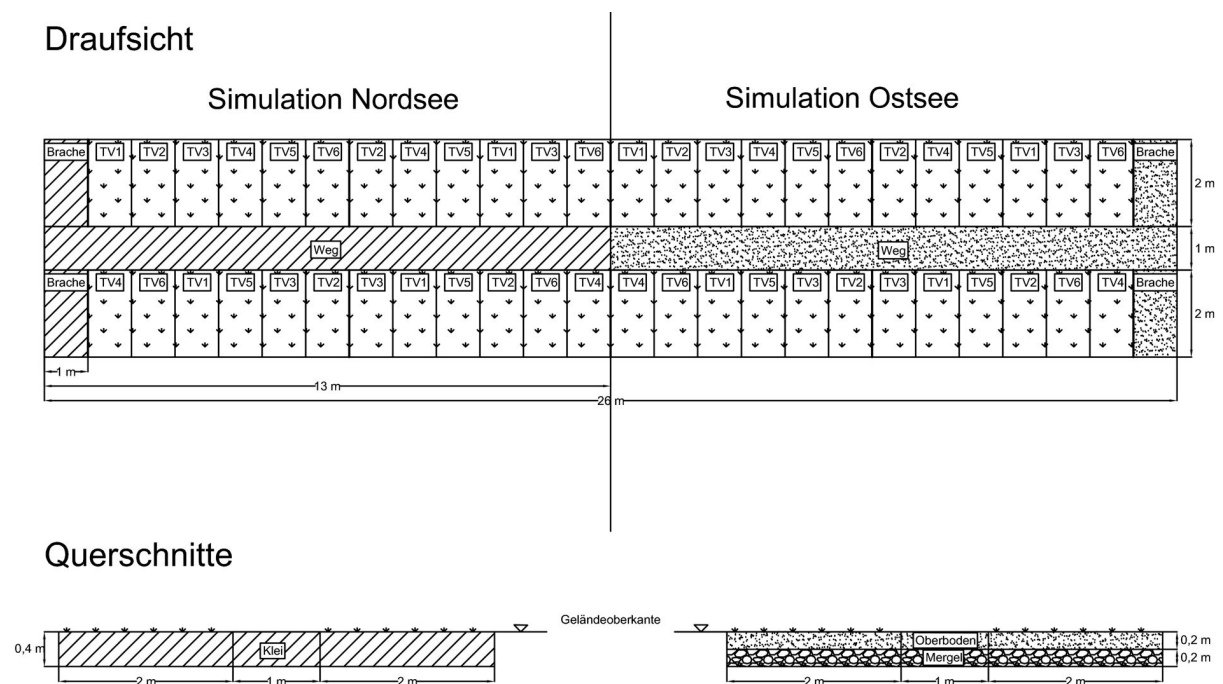 Draufsicht
Simulation Nordsee
Simulation Ostsee
Brache TV1 TV2 TV3 TV4 TV5 TV6 TV2 TV4 TV5 TV1 TV3 TV6 TV1 TV2 TV3 TV4 TV5 TV6 TV2 TV4 TV5 TV1 TV3 TV6 Brache
2 m
Weg Weg 1 m
Brache TV4 TV6 TV1 TV5 TV3 TV2 TV3 TV1 TV5 TV2 TV6 TV4 TV4 TV6 TV1 TV5 TV3 TV2 TV3 TV1 TV5 TV2 TV6 TV4 Brache
2 m
1 m
13 m
26 m
Querschnitte
Geländeoberkante
0,4 m Klei Oberboden 0,2 m
Mergel 0,2 m
2 m 1 m 2 m 2 m 1 m 2 m